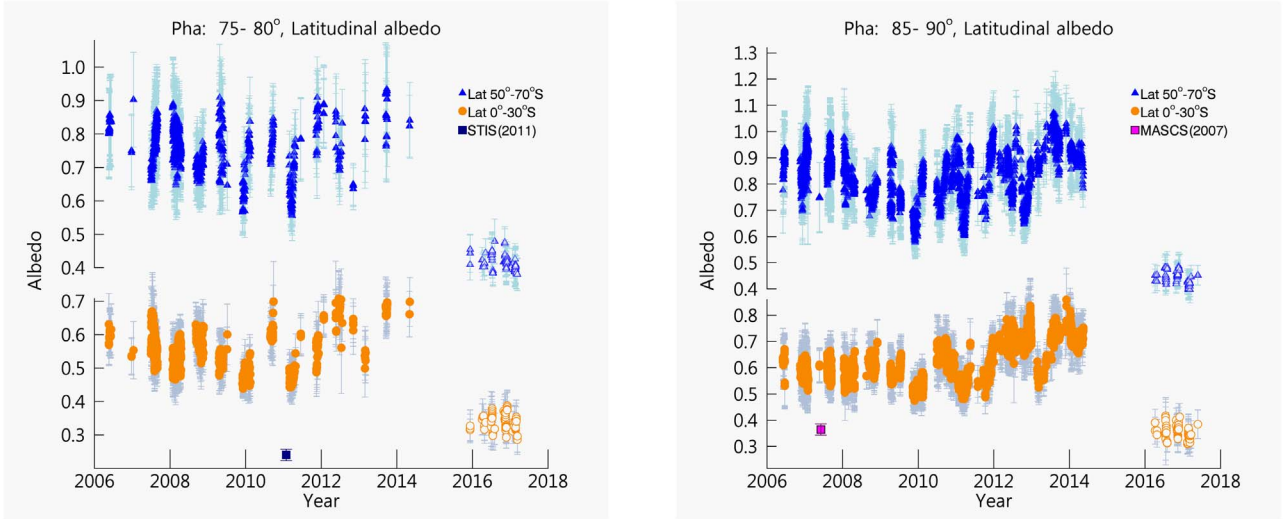 Pha: 75- 80°, Latitudinal albedo
1.0
0.9
0.8
0.7
0.6
0.5
0.4
0.7
0.6
0.5
0.4
0.3
Albedo
Lat 50°-70°S
Lat 0°-30°S
STIS(2011)
2006 2008 2010 2012 2014 2016 2018
Year
Pha: 85- 90°, Latitudinal albedo
1.3
1.2
1.1
1.0
0.9
0.8
0.7
0.6
0.5
0.4
0.8
0.7
0.6
0.5
0.4
0.3
Albedo
Lat 50°-70°S
Lat 0°-30°S
MASCS(2007)
2006 2008 2010 2012 2014 2016 2018
Year